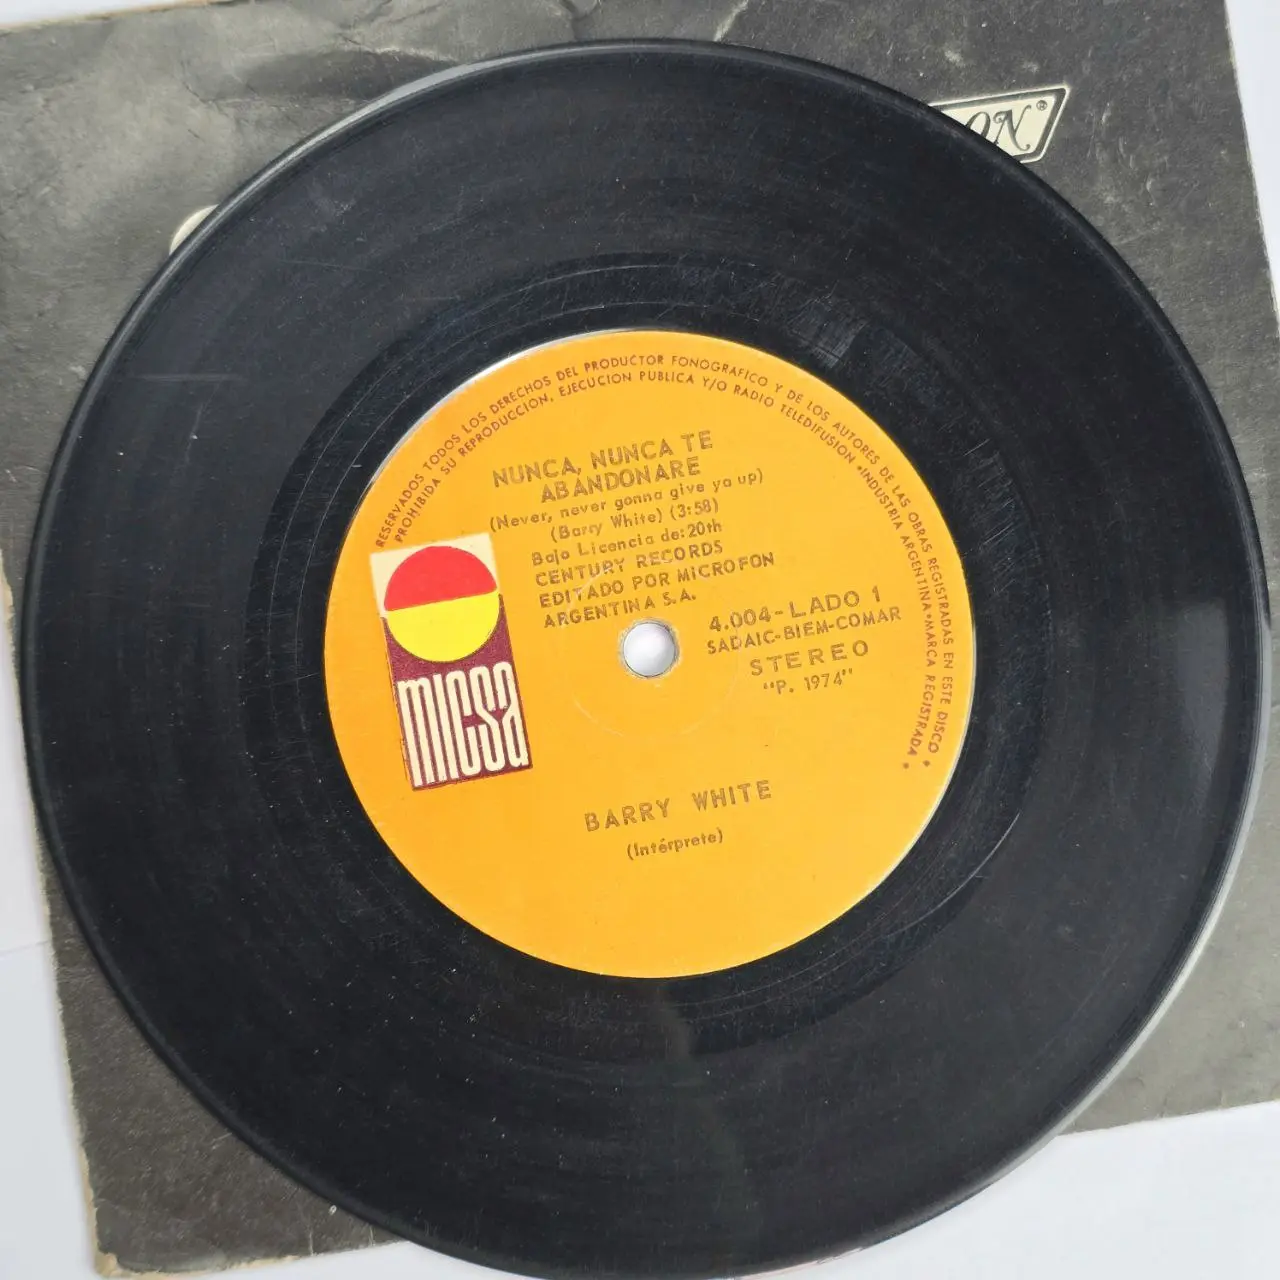 RESERVADOS TODOS LOS DERECHOS DEL PRODUCTOR FONOGRAFICO Y DE LOS AUTORES DE LAS OBRAS REGISTRADAS EN ESTE DISCO •
PROHIBIDA SU REPRODUCCION, EJECUCION PUBLICA Y/O RADIO TELEDIFUSION • INDUSTRIA ARGENTINA • MARCA REGISTRADA •
NUNCA, NUNCA TE
ABANDONARE
(Never, never gonna give ya up)
(Barry White) (3:58)
Bajo Licencia de: 20th
CENTURY RECORDS
EDITADO POR MICROFON
ARGENTINA S.A.
4.004-LADO 1
SADAIC-BIEM-COMAR
STEREO
"P. 1974"
micsa
BARRY WHITE
(Intérprete)
ON®